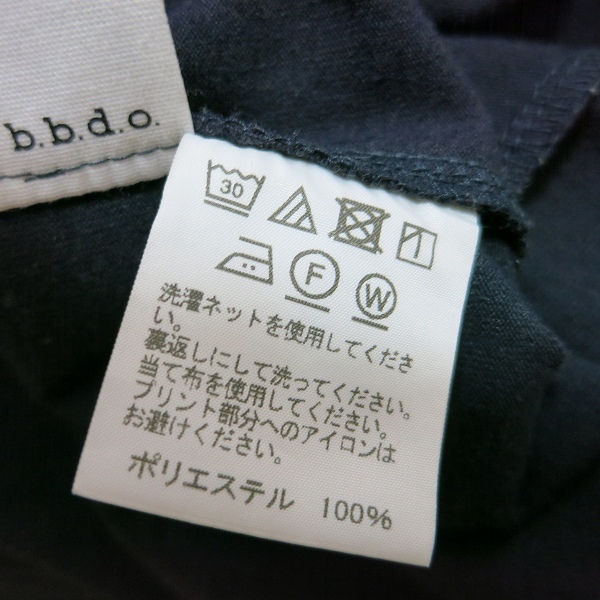 b.b.d.o.
30
F
W
洗濯ネットを使用してくださ
い。
裏返しにして洗ってください。
当て布を使用してください。
プリント部分へのアイロンは
お避けください。
ポリエステル 100%